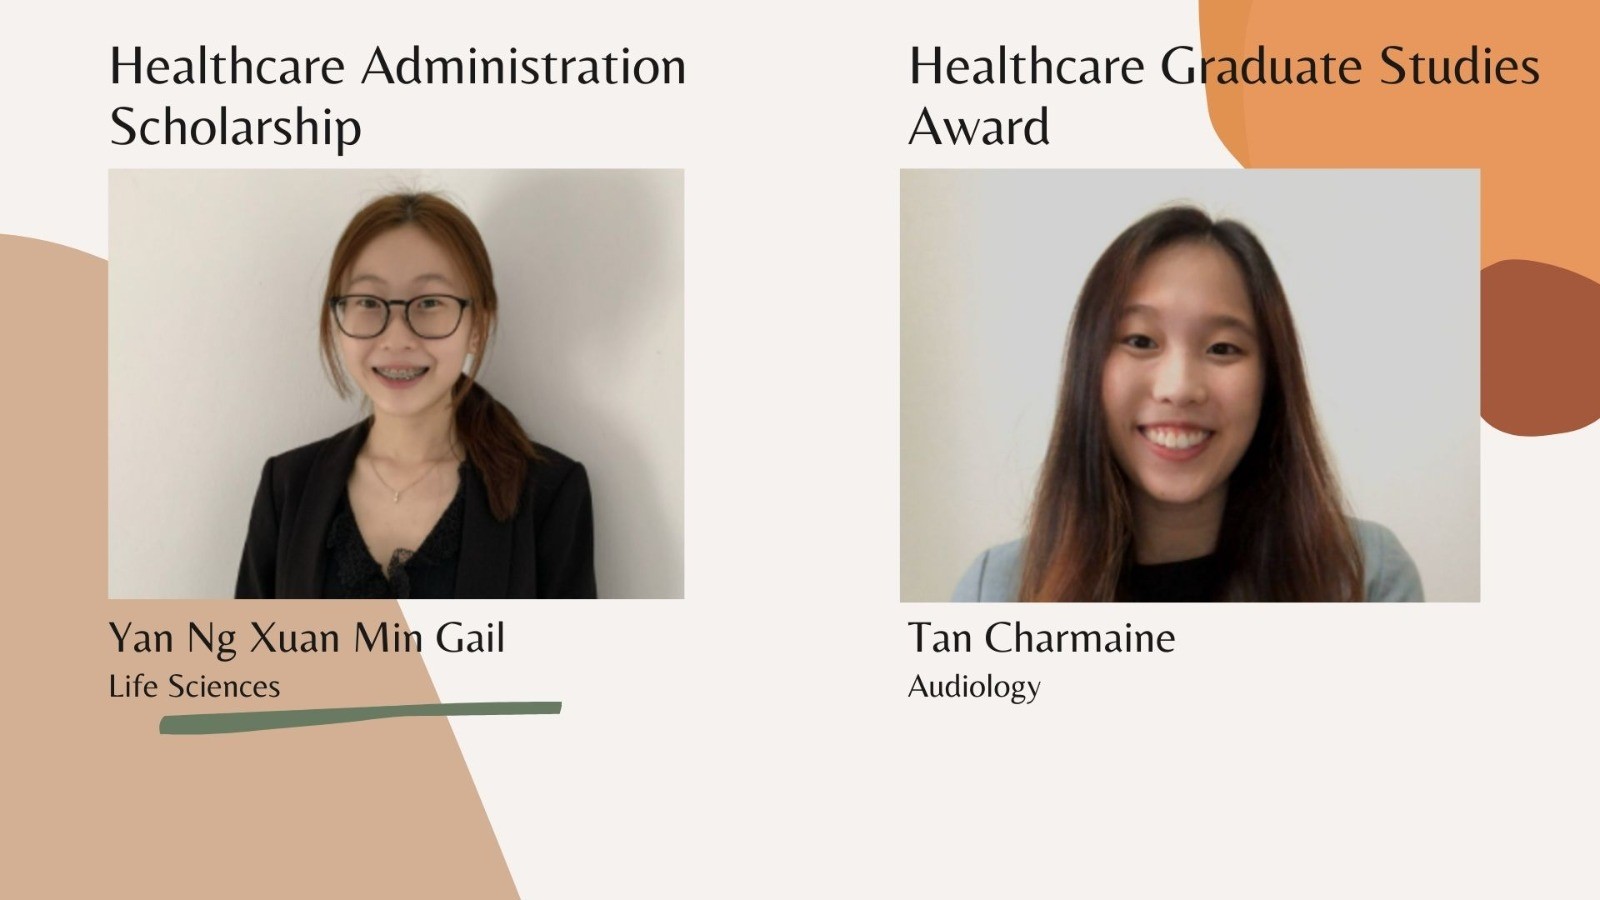 Healthcare Administration
Scholarship
Yan Ng Xuan Min Gail
Life Sciences
Healthcare Graduate Studies
Award
Tan Charmaine
Audiology